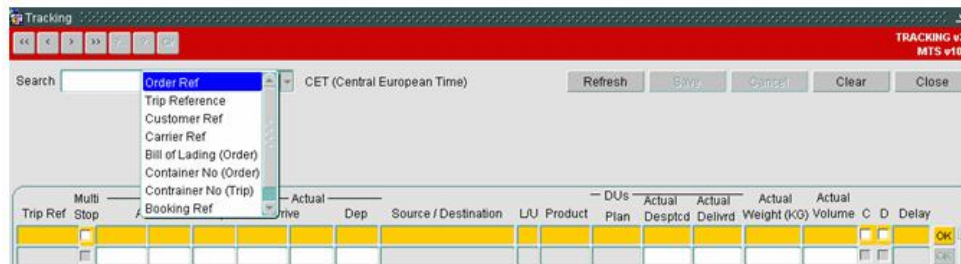 Tracking
<< < > >>
TRACKING v
MTS v10
Search Order Ref CET (Central European Time) Refresh Save Cancel Clear Close
Trip Reference
Customer Ref
Carrier Ref
Bill of Lading (Order)
Container No (Order)
Contrainer No (Trip)
Booking Ref
Multi Actual DUs Actual Actual Actual Actual
Trip Ref Stop Dep Source / Destination L/U Product Plan Desptcd Delivrd Weight (KG) Volume C D Delay
OK
OK